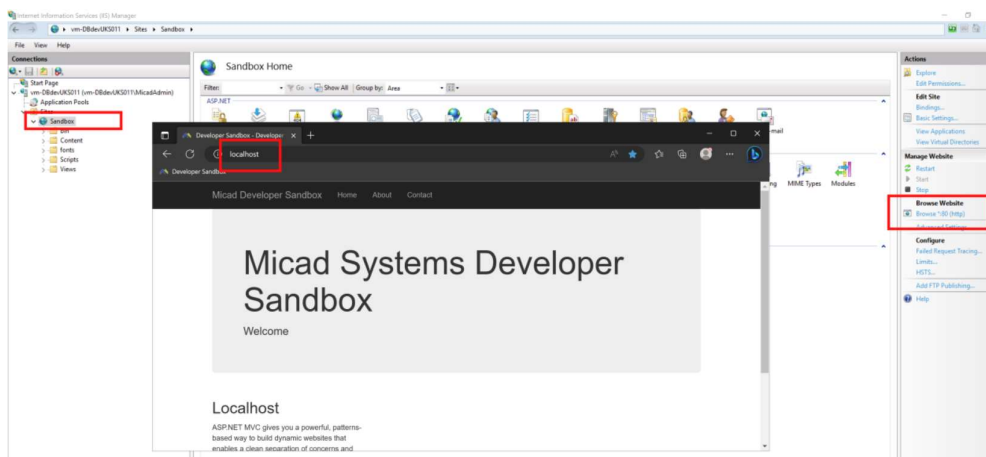 Internet Information Services (IIS) Manager
vm-DBdevUKS011 ▸ Sites ▸ Sandbox ▸
File View Help
Connections
Start Page
vm-DBdevUKS011 (vm-DBdevUKS011\MicadAdmin)
Application Pools
Sites
Sandbox
bin
Content
fonts
Scripts
Views
Sandbox Home
Filter: Go Show All Group by: Area
ASP.NET
MIME Types Modules
Developer Sandbox - Developer
localhost
Developer Sandbox
Micad Developer Sandbox Home About Contact
Micad Systems Developer
Sandbox
Welcome
Localhost
ASP.NET MVC gives you a powerful, patterns-
based way to build dynamic websites that
enables a clean separation of concerns and
Actions
Explore
Edit Permissions...
Edit Site
Bindings...
Basic Settings...
View Applications
View Virtual Directories
Manage Website
Restart
Start
Stop
Browse Website
Browse *:80 (http)
Advanced Settings...
Configure
Failed Request Tracing...
Limits...
HSTS...
Add FTP Publishing...
Help